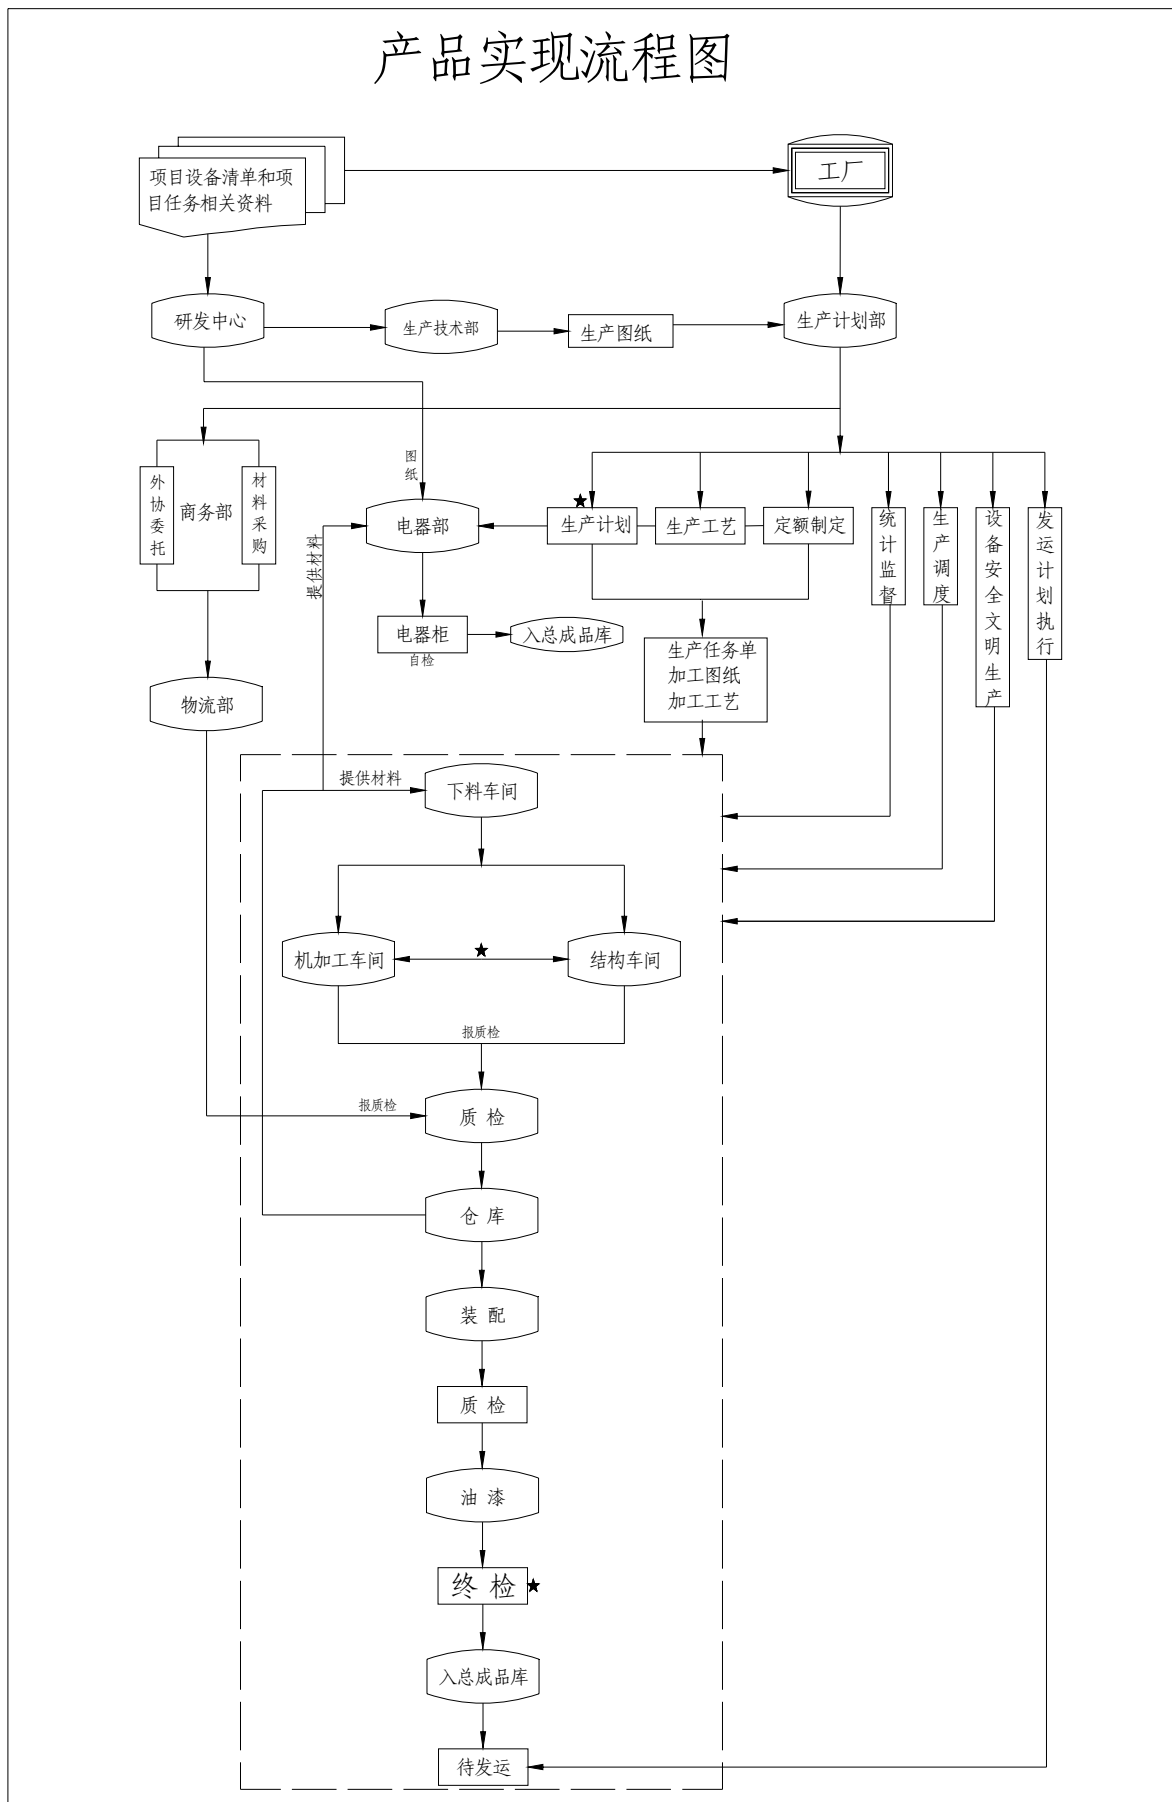 产品实现流程图
项目设备清单和项
目任务相关资料
工厂
研发中心
生产技术部
生产图纸
生产计划部
图
纸
外协委托
商务部
材料采购
电器部
生产计划
生产工艺
定额制定
统计监督
生产调度
设备安全文明生产
发运计划执行
提供材料
电器柜
自检
入总成品库
生产任务单
加工图纸
加工工艺
物流部
提供材料
下料车间
机加工车间
结构车间
报质检
报质检
质 检
仓 库
装 配
质 检
油 漆
终 检
入总成品库
待发运